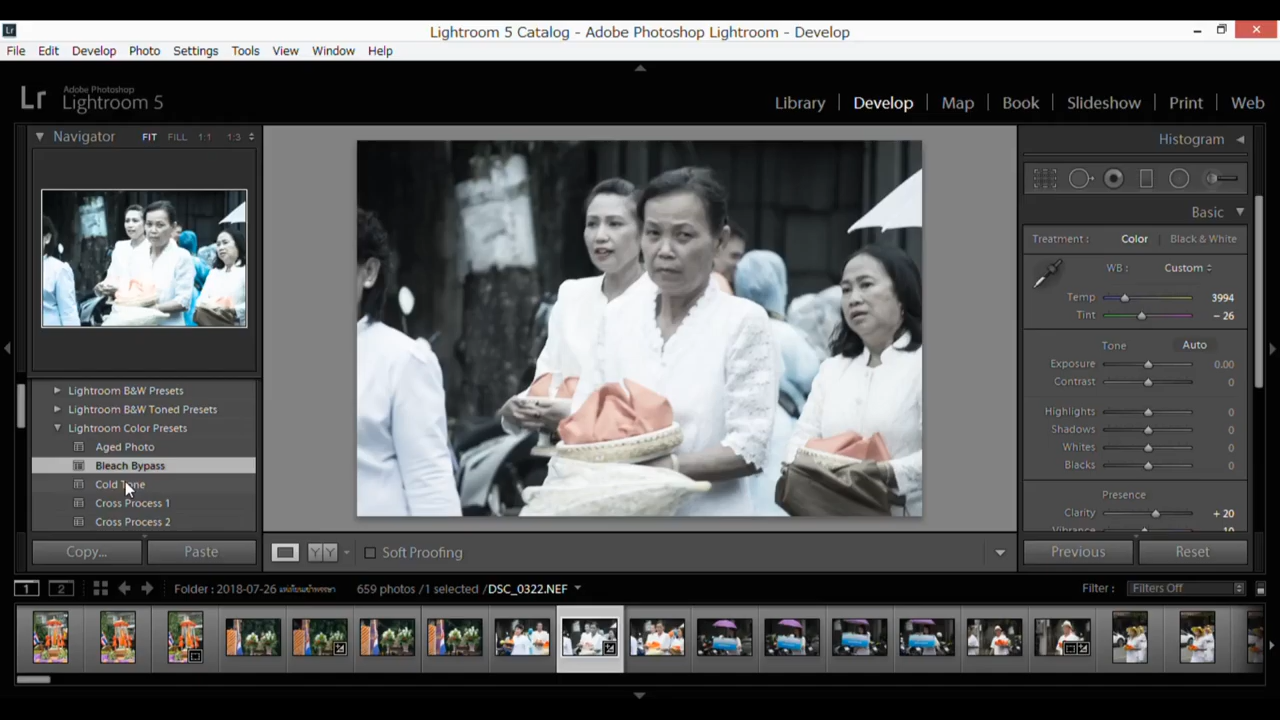 Lightroom 5 Catalog - Adobe Photoshop Lightroom - Develop
File Edit Develop Photo Settings Tools View Window Help
Lr Adobe Photoshop Lightroom 5
Library | Develop | Map | Book | Slideshow | Print | Web
Navigator FIT FILL 1:1 1:3
Histogram
Basic
Treatment : Color | Black & White
WB : Custom
Temp 3994
Tint – 26
Tone Auto
Exposure 0.00
Contrast 0
Highlights 0
Shadows 0
Whites 0
Blacks 0
Presence
Clarity + 20
Lightroom B&W Presets
Lightroom B&W Toned Presets
Lightroom Color Presets
Aged Photo
Bleach Bypass
Cold Tone
Cross Process 1
Cross Process 2
Copy... Paste
Soft Proofing
Previous Reset
1 2 Folder : 2018-07-26 659 photos /1 selected /DSC_0322.NEF
Filter : Filters Off